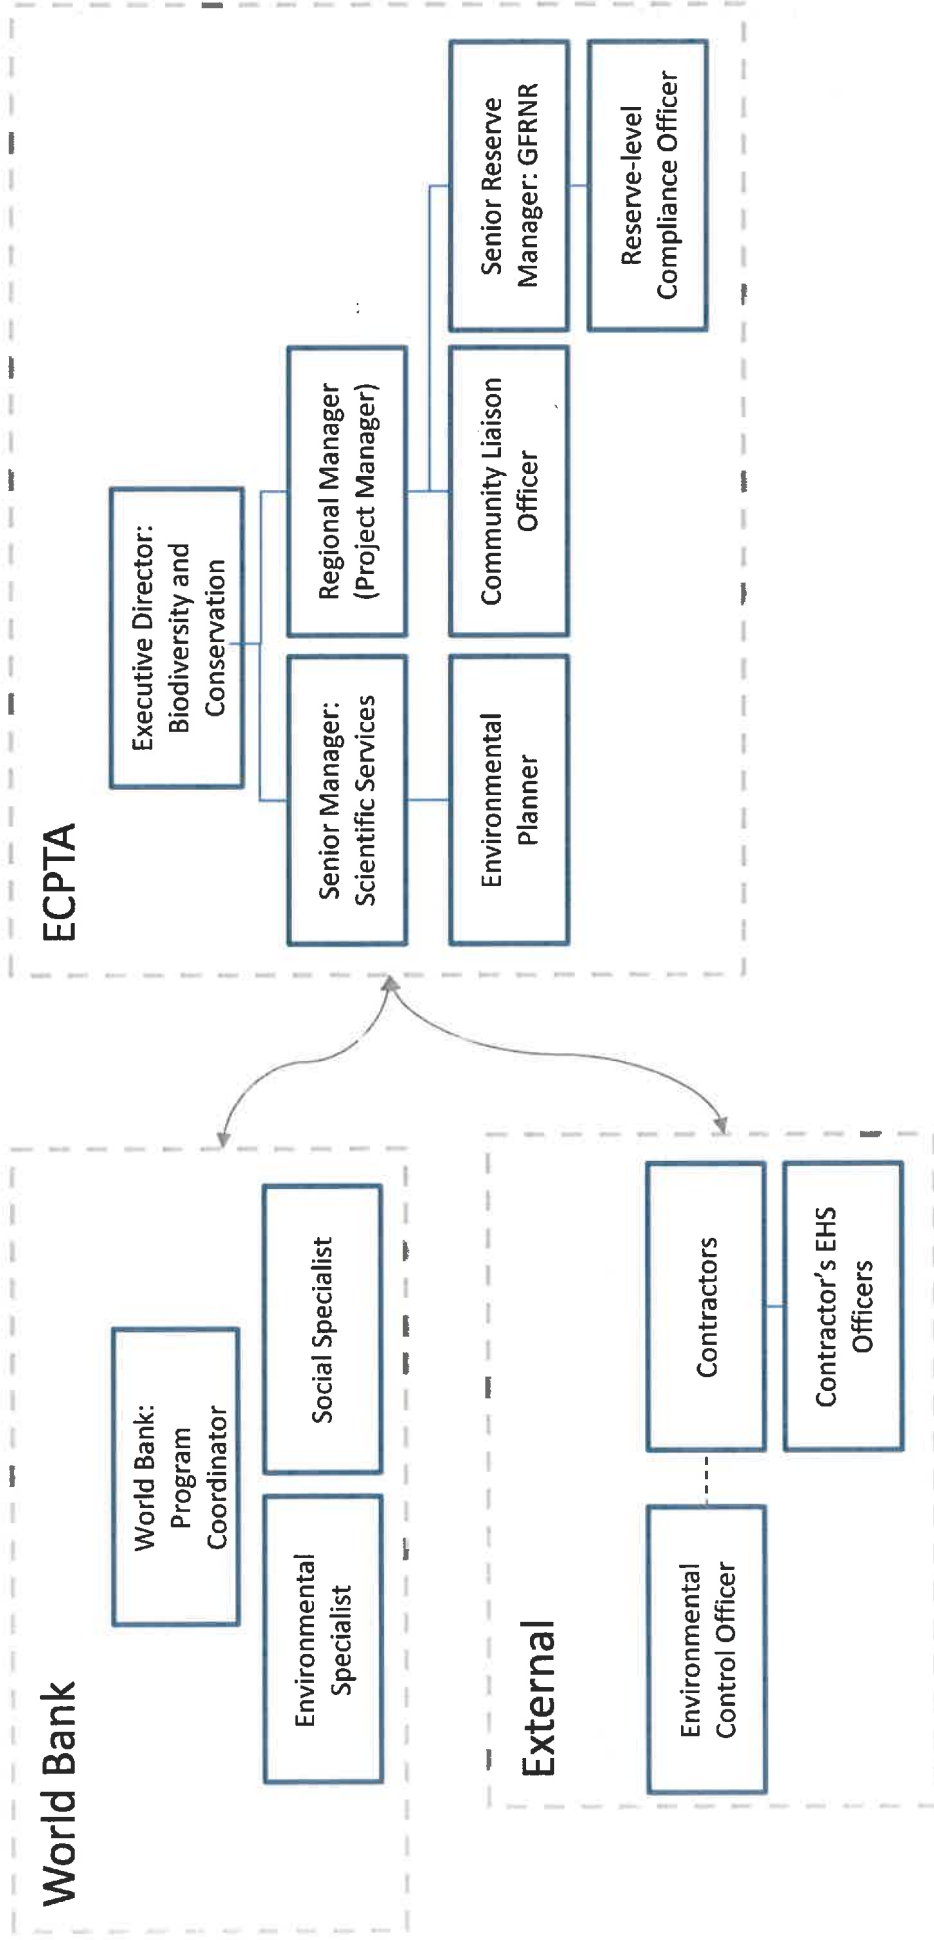 World Bank
World Bank:
Program
Coordinator
Environmental
Specialist
Social Specialist
External
Environmental
Control Officer
Contractors
Contractor's EHS
Officers
ECPTA
Executive Director:
Biodiversity and
Conservation
Senior Manager:
Scientific Services
Regional Manager
(Project Manager)
Environmental
Planner
Community Liaison
Officer
Senior Reserve
Manager: GFRNR
Reserve-level
Compliance Officer